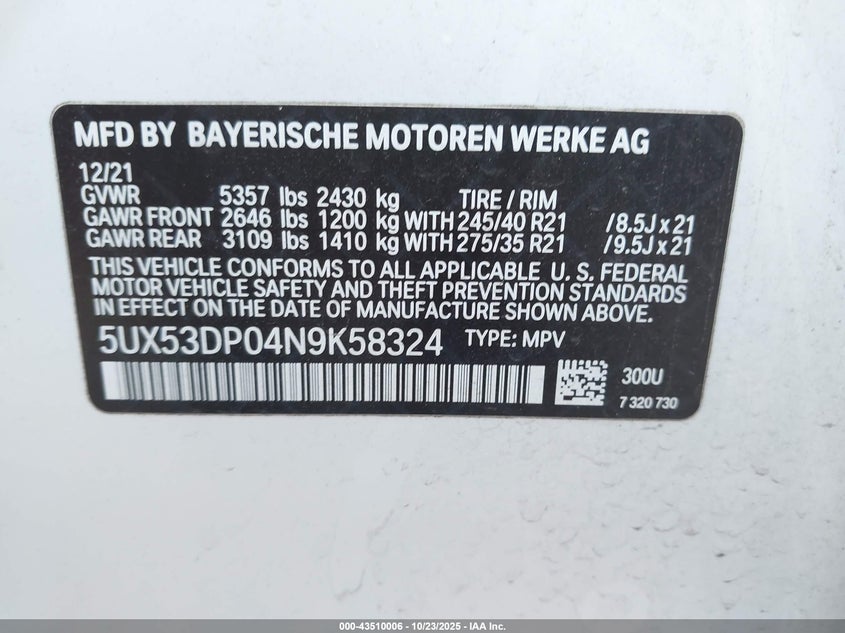 MFD BY BAYERISCHE MOTOREN WERKE AG
12/21
GVWR 5357 lbs 2430 kg TIRE / RIM
GAWR FRONT 2646 lbs 1200 kg WITH 245/40 R21 /8.5J x 21
GAWR REAR 3109 lbs 1410 kg WITH 275/35 R21 /9.5J x 21
THIS VEHICLE CONFORMS TO ALL APPLICABLE U. S. FEDERAL
MOTOR VEHICLE SAFETY AND THEFT PREVENTION STANDARDS
IN EFFECT ON THE DATE OF MANUFACTURE SHOWN ABOVE.
5UX53DP04N9K58324 TYPE: MPV
300U
7 320 730
000-43510006 - 10/23/2025 - IAA Inc.